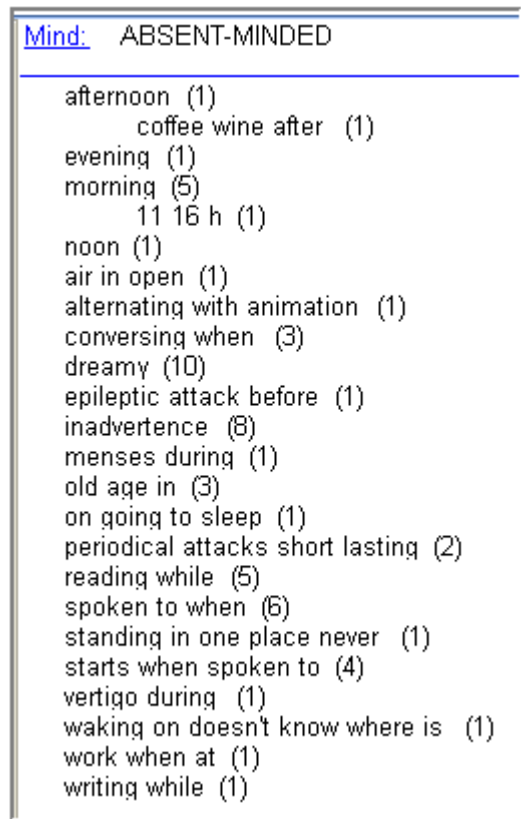 Mind: ABSENT-MINDED
afternoon (1)
coffee wine after (1)
evening (1)
morning (5)
11 16 h (1)
noon (1)
air in open (1)
alternating with animation (1)
conversing when (3)
dreamy (10)
epileptic attack before (1)
inadvertence (8)
menses during (1)
old age in (3)
on going to sleep (1)
periodical attacks short lasting (2)
reading while (5)
spoken to when (6)
standing in one place never (1)
starts when spoken to (4)
vertigo during (1)
waking on doesn't know where is (1)
work when at (1)
writing while (1)